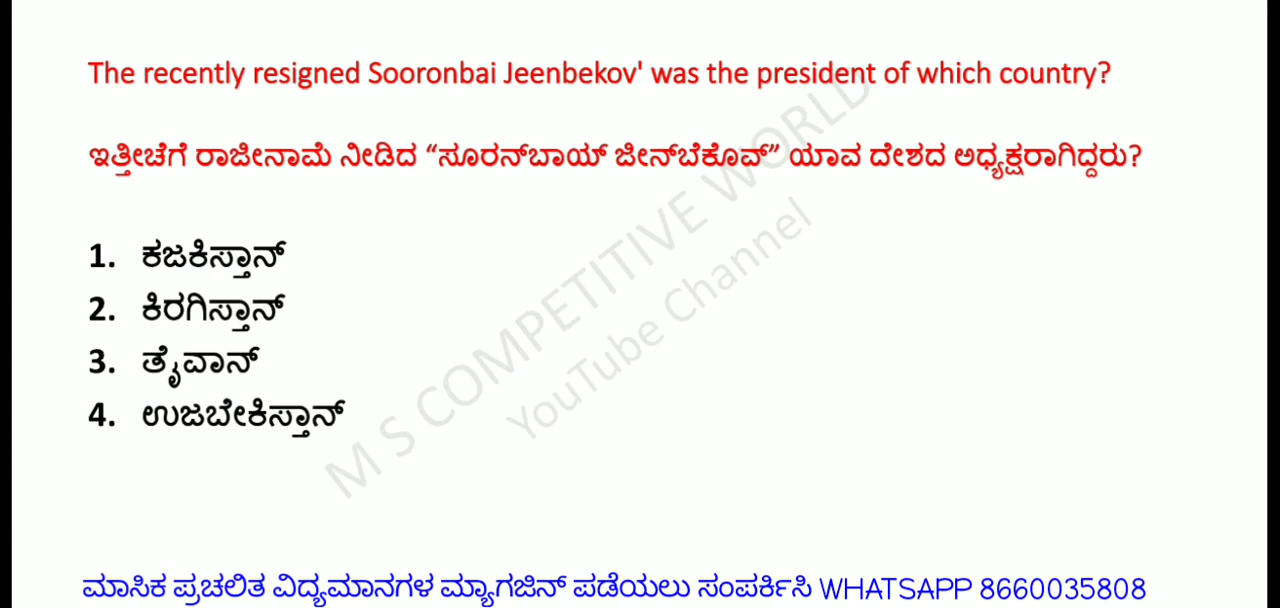 The recently resigned Sooronbai Jeenbekov' was the president of which country?
ಇತ್ತೀಚೆಗೆ ರಾಜೀನಾಮೆ ನೀಡಿದ “ಸೂರನ್‌ಬಾಯ್ ಜೀನ್‌ಬೆಕೊವ್” ಯಾವ ದೇಶದ ಅಧ್ಯಕ್ಷರಾಗಿದ್ದರು?
1. ಕಜಕಿಸ್ತಾನ್
2. ಕಿರಗಿಸ್ತಾನ್
3. ತೈವಾನ್
4. ಉಜಬೇಕಿಸ್ತಾನ್
M S COMPETITIVE WORLD
YouTube Channel
ಮಾಸಿಕ ಪ್ರಚಲಿತ ವಿದ್ಯಮಾನಗಳ ಮ್ಯಾಗಜಿನ್ ಪಡೆಯಲು ಸಂಪರ್ಕಿಸಿ WHATSAPP 8660035808